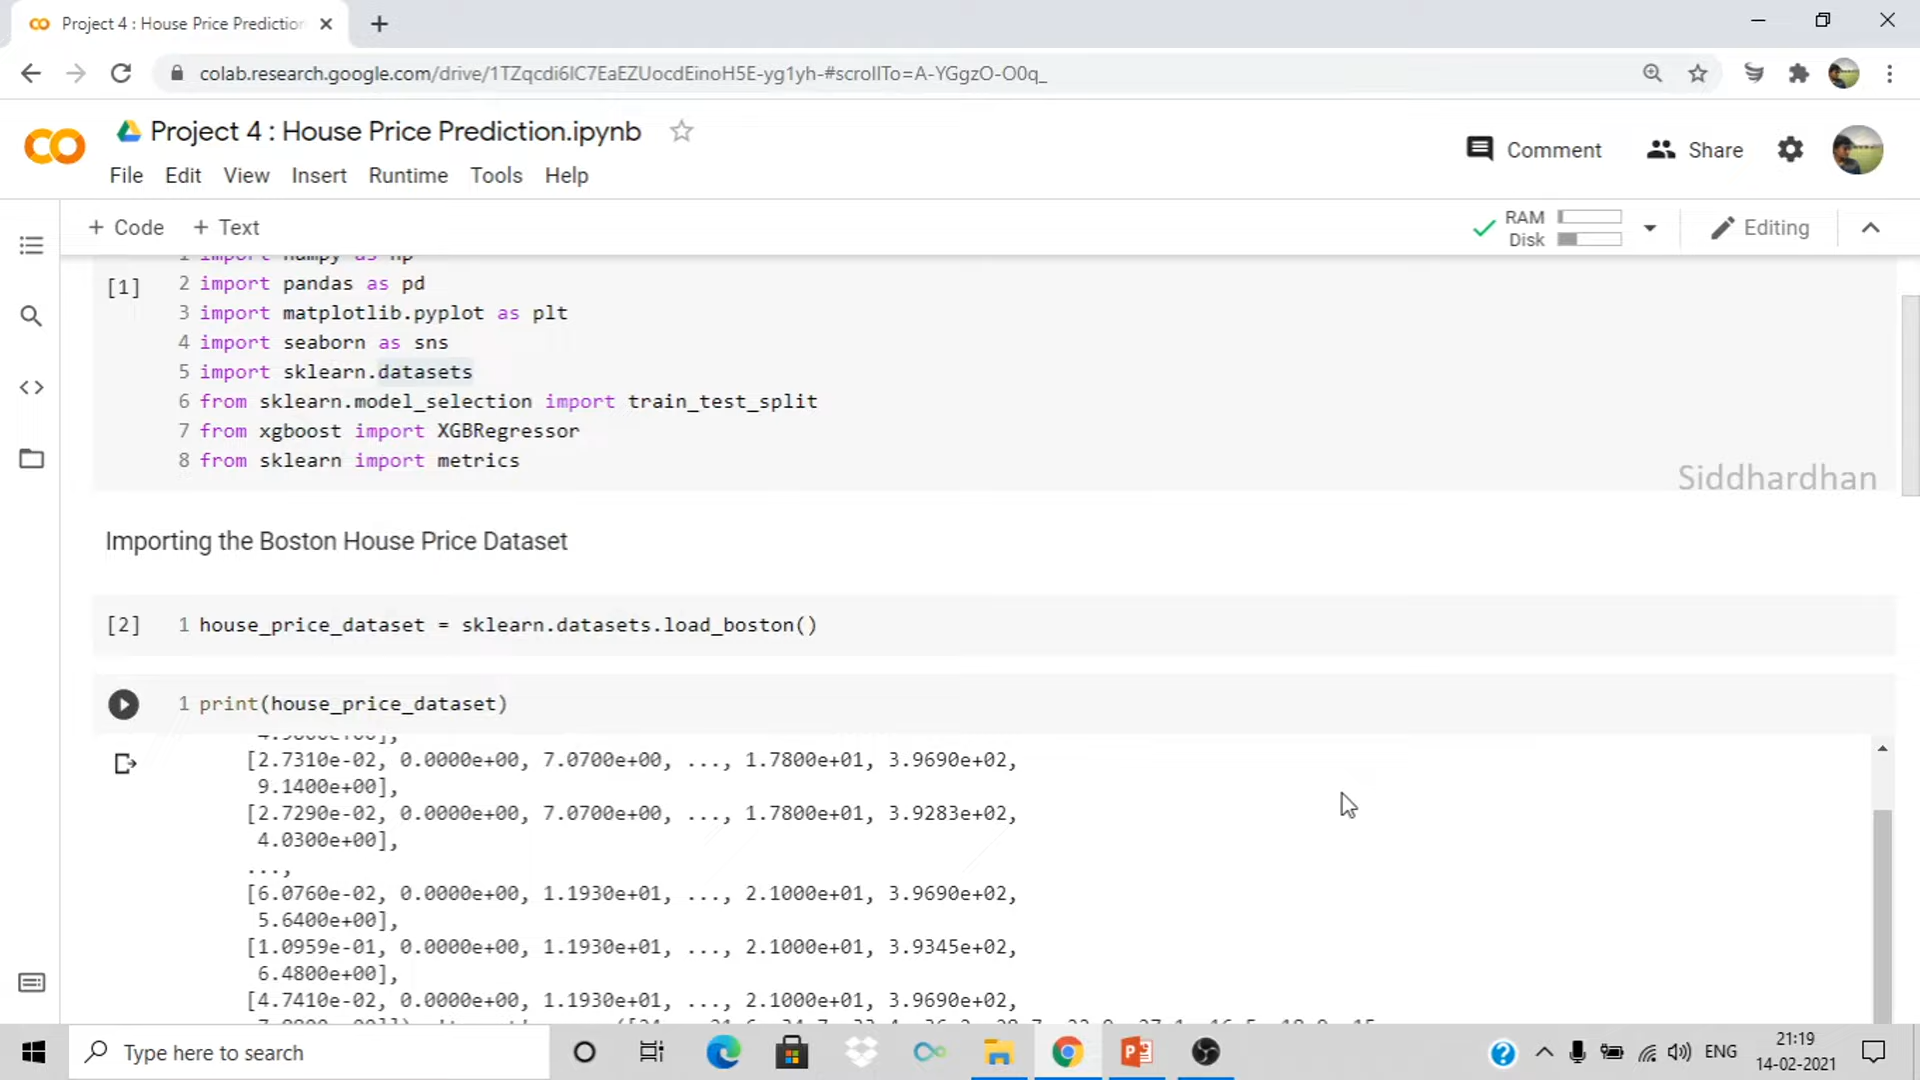 Project 4 : House Price Prediction
colab.research.google.com/drive/1TZqcdi6IC7EaEZUocdEinoH5E-yg1yh-#scrollTo=A-YGgzO-O0q_
Project 4 : House Price Prediction.ipynb
Comment
Share
File Edit View Insert Runtime Tools Help
+ Code + Text
RAM
Disk
Editing
1 import numpy as np
[1]
2 import pandas as pd
3 import matplotlib.pyplot as plt
4 import seaborn as sns
5 import sklearn.datasets
6 from sklearn.model_selection import train_test_split
7 from xgboost import XGBRegressor
8 from sklearn import metrics
Siddhardhan
Importing the Boston House Price Dataset
[2] 1 house_price_dataset = sklearn.datasets.load_boston()
1 print(house_price_dataset)
4.9800e+00],
[2.7310e-02, 0.0000e+00, 7.0700e+00, ..., 1.7800e+01, 3.9690e+02,
9.1400e+00],
[2.7290e-02, 0.0000e+00, 7.0700e+00, ..., 1.7800e+01, 3.9283e+02,
4.0300e+00],
...,
[6.0760e-02, 0.0000e+00, 1.1930e+01, ..., 2.1000e+01, 3.9690e+02,
5.6400e+00],
[1.0959e-01, 0.0000e+00, 1.1930e+01, ..., 2.1000e+01, 3.9345e+02,
6.4800e+00],
[4.7410e-02, 0.0000e+00, 1.1930e+01, ..., 2.1000e+01, 3.9690e+02,
Type here to search
ENG
21:19
14-02-2021